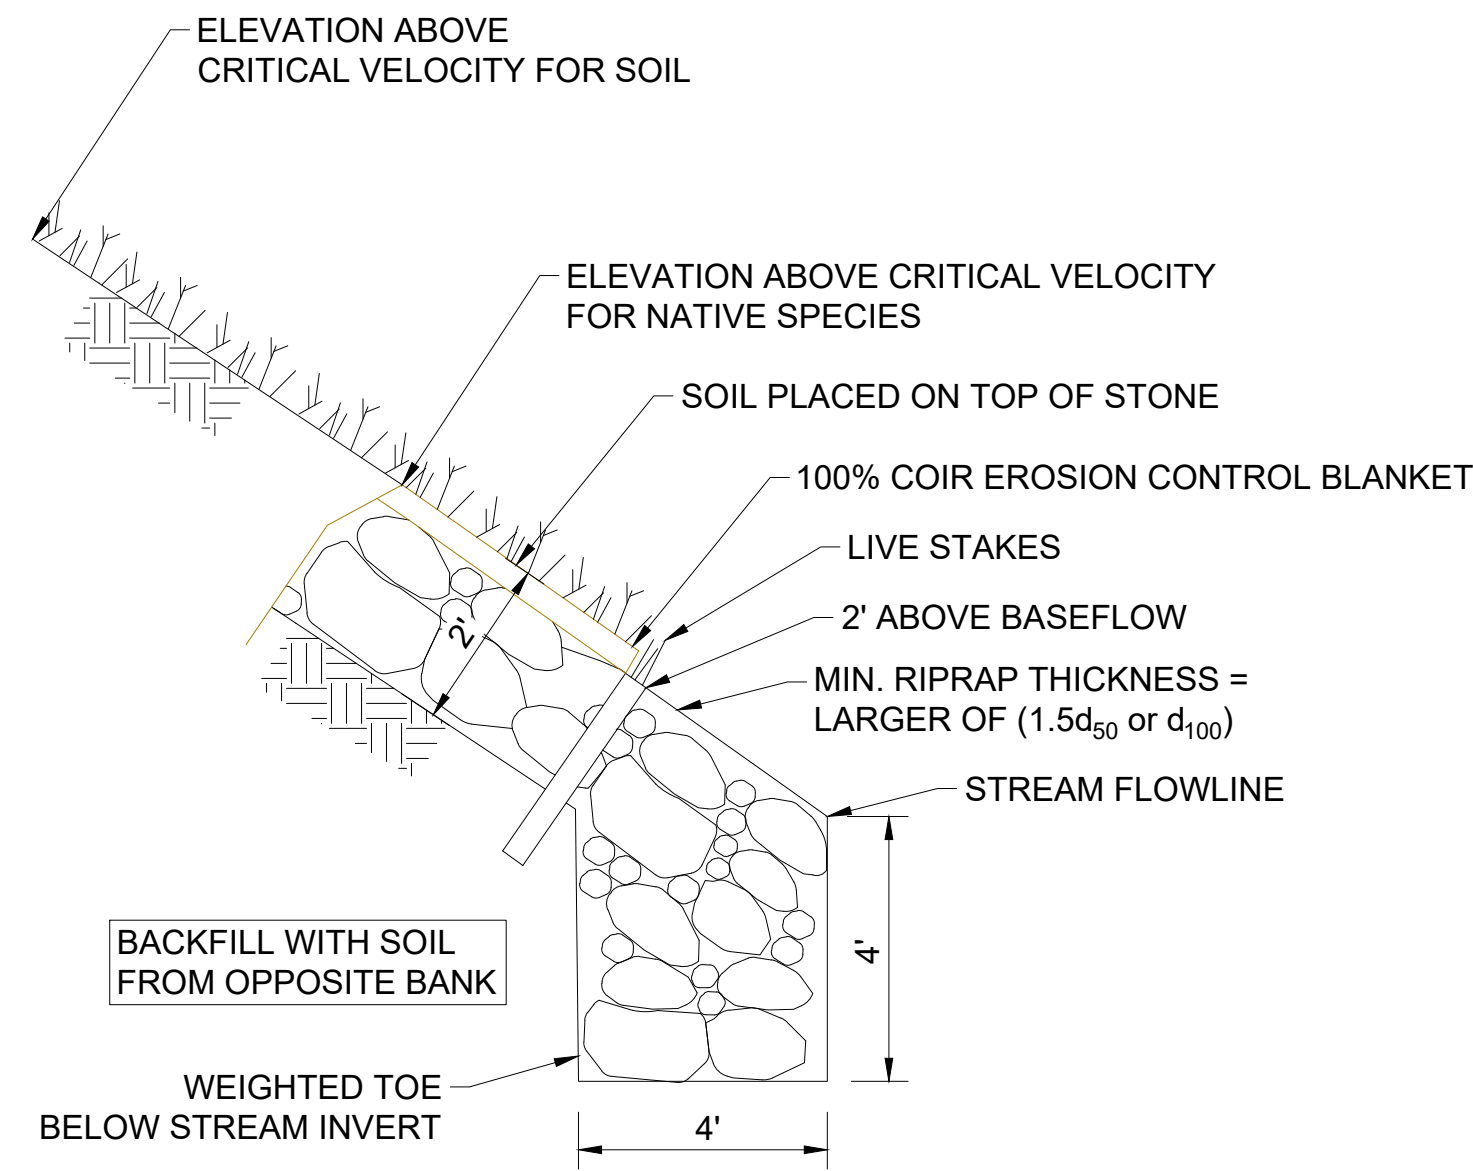 ELEVATION ABOVE
CRITICAL VELOCITY FOR SOIL
ELEVATION ABOVE CRITICAL VELOCITY
FOR NATIVE SPECIES
SOIL PLACED ON TOP OF STONE
100% COIR EROSION CONTROL BLANKET
LIVE STAKES
2' ABOVE BASEFLOW
2'
MIN. RIPRAP THICKNESS =
LARGER OF (1.5d₅₀ or d₁₀₀)
STREAM FLOWLINE
4'
BACKFILL WITH SOIL
FROM OPPOSITE BANK
WEIGHTED TOE
BELOW STREAM INVERT
4'